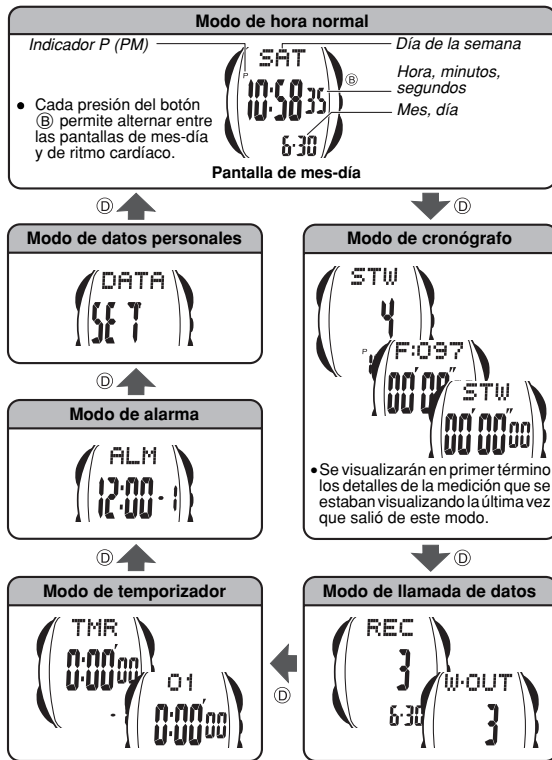 Modo de hora normal
Indicador P (PM)
Día de la semana
Hora, minutos,
segundos
Mes, día
SAT
P
10:58 35
6-30
Ⓑ
• Cada presión del botón
Ⓑ permite alternar entre
las pantallas de mes-día
y de ritmo cardíaco.
Pantalla de mes-día
Ⓓ
Ⓓ
Modo de datos personales
DATA
SET
Modo de cronógrafo
STW
4
P
F:097
00'00"
STW
00'00"00
• Se visualizarán en primer término
los detalles de la medición que se
estaban visualizando la última vez
que salió de este modo.
Ⓓ
Modo de alarma
ALM
12:00-1
Ⓓ
Ⓓ
Modo de temporizador
TMR
0:00'00
01
0:00'00
Ⓓ
Modo de llamada de datos
REC
3
6-30
W-OUT
3